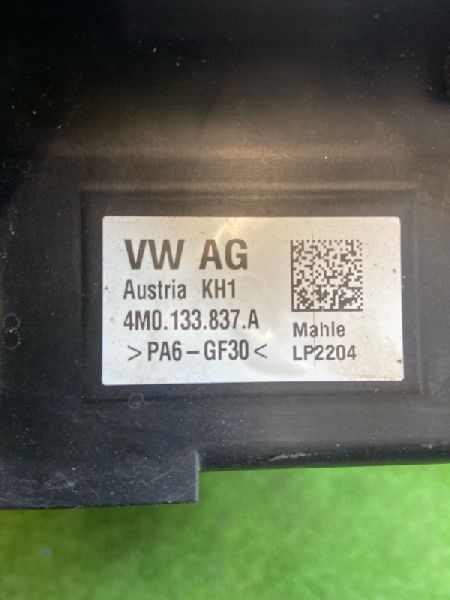 VW AG
Austria KH1
4M0.133.837.A
>PA6-GF30<
Mahle
LP2204